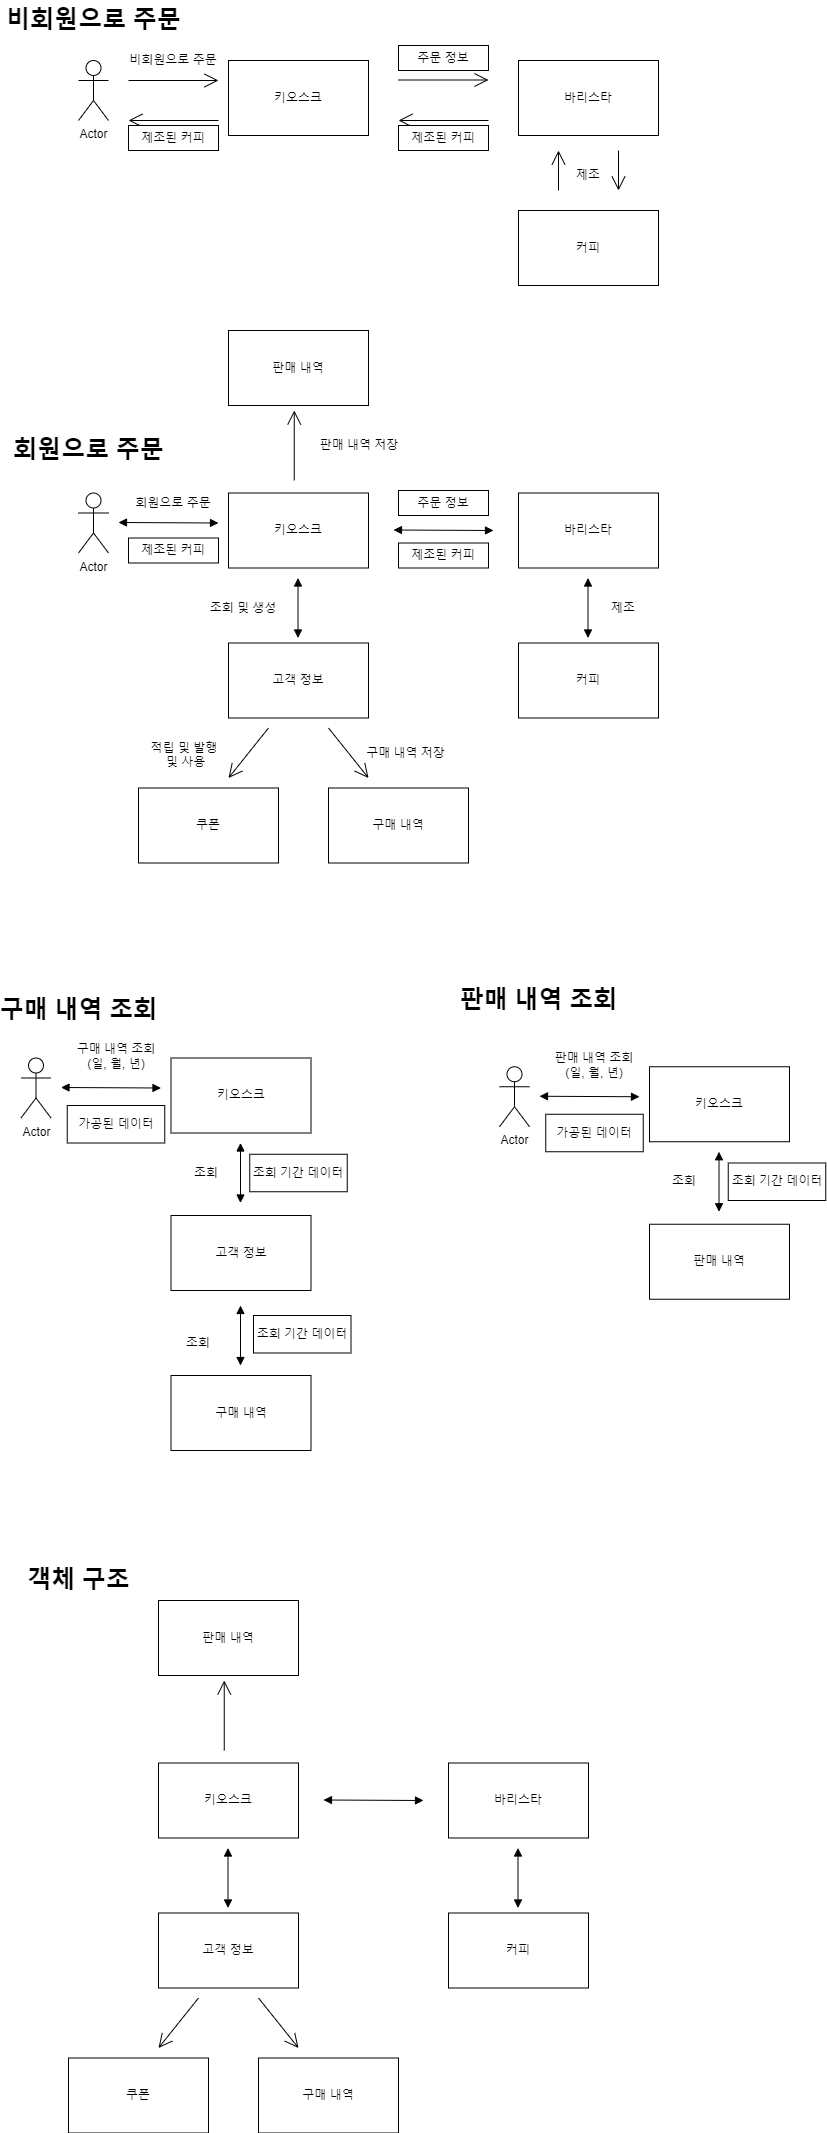 비회원으로 주문
비회원으로 주문
주문 정보
키오스크
바리스타
Actor
제조된 커피
제조된 커피
제조
커피
판매 내역
판매 내역 저장
회원으로 주문
회원으로 주문
주문 정보
키오스크
바리스타
제조된 커피
제조된 커피
Actor
조회 및 생성
제조
고객 정보
커피
적립 및 발행
및 사용
구매 내역 저장
쿠폰
구매 내역
구매 내역 조회
구매 내역 조회
(일, 월, 년)
키오스크
Actor
가공된 데이터
조회
조회 기간 데이터
고객 정보
조회
조회 기간 데이터
구매 내역
판매 내역 조회
판매 내역 조회
(일, 월, 년)
키오스크
Actor
가공된 데이터
조회
조회 기간 데이터
판매 내역
객체 구조
판매 내역
키오스크
바리스타
고객 정보
커피
쿠폰
구매 내역